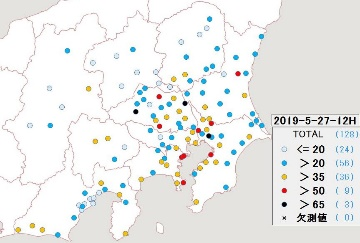 2019-5-27-12H
TOTAL (128)
<= 20 (24)
> 20 (56)
> 35 (36)
> 50 ( 9)
> 65 ( 3)
欠測値 ( 0)